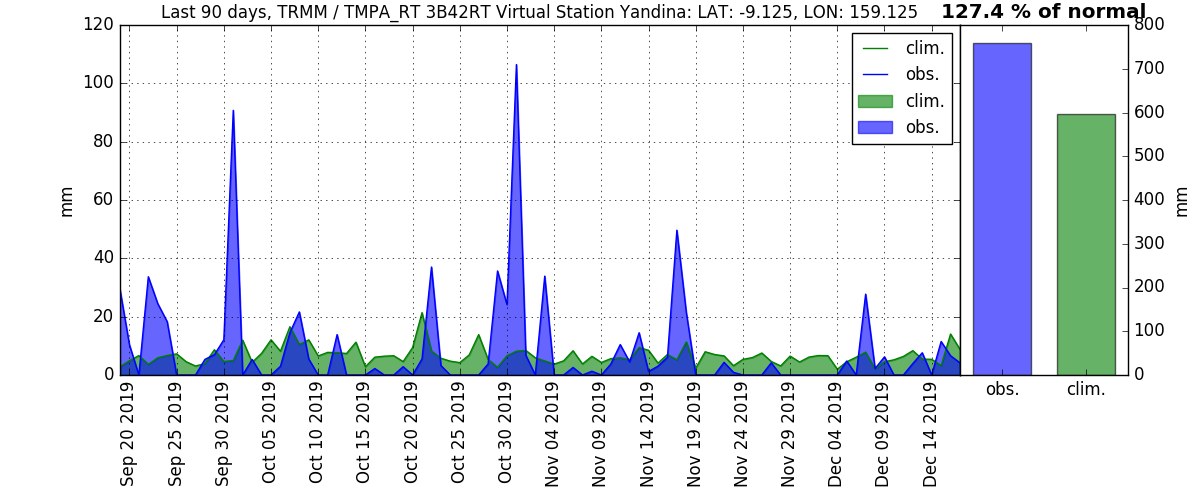 Last 90 days, TRMM / TMPA_RT 3B42RT Virtual Station Yandina: LAT: -9.125, LON: 159.125
127.4 % of normal
120
100
80
60
40
20
0
mm
clim.
obs.
clim.
obs.
800
700
600
500
400
300
200
100
0
mm
Sep 20 2019
Sep 25 2019
Sep 30 2019
Oct 05 2019
Oct 10 2019
Oct 15 2019
Oct 20 2019
Oct 25 2019
Oct 30 2019
Nov 04 2019
Nov 09 2019
Nov 14 2019
Nov 19 2019
Nov 24 2019
Nov 29 2019
Dec 04 2019
Dec 09 2019
Dec 14 2019
obs.
clim.